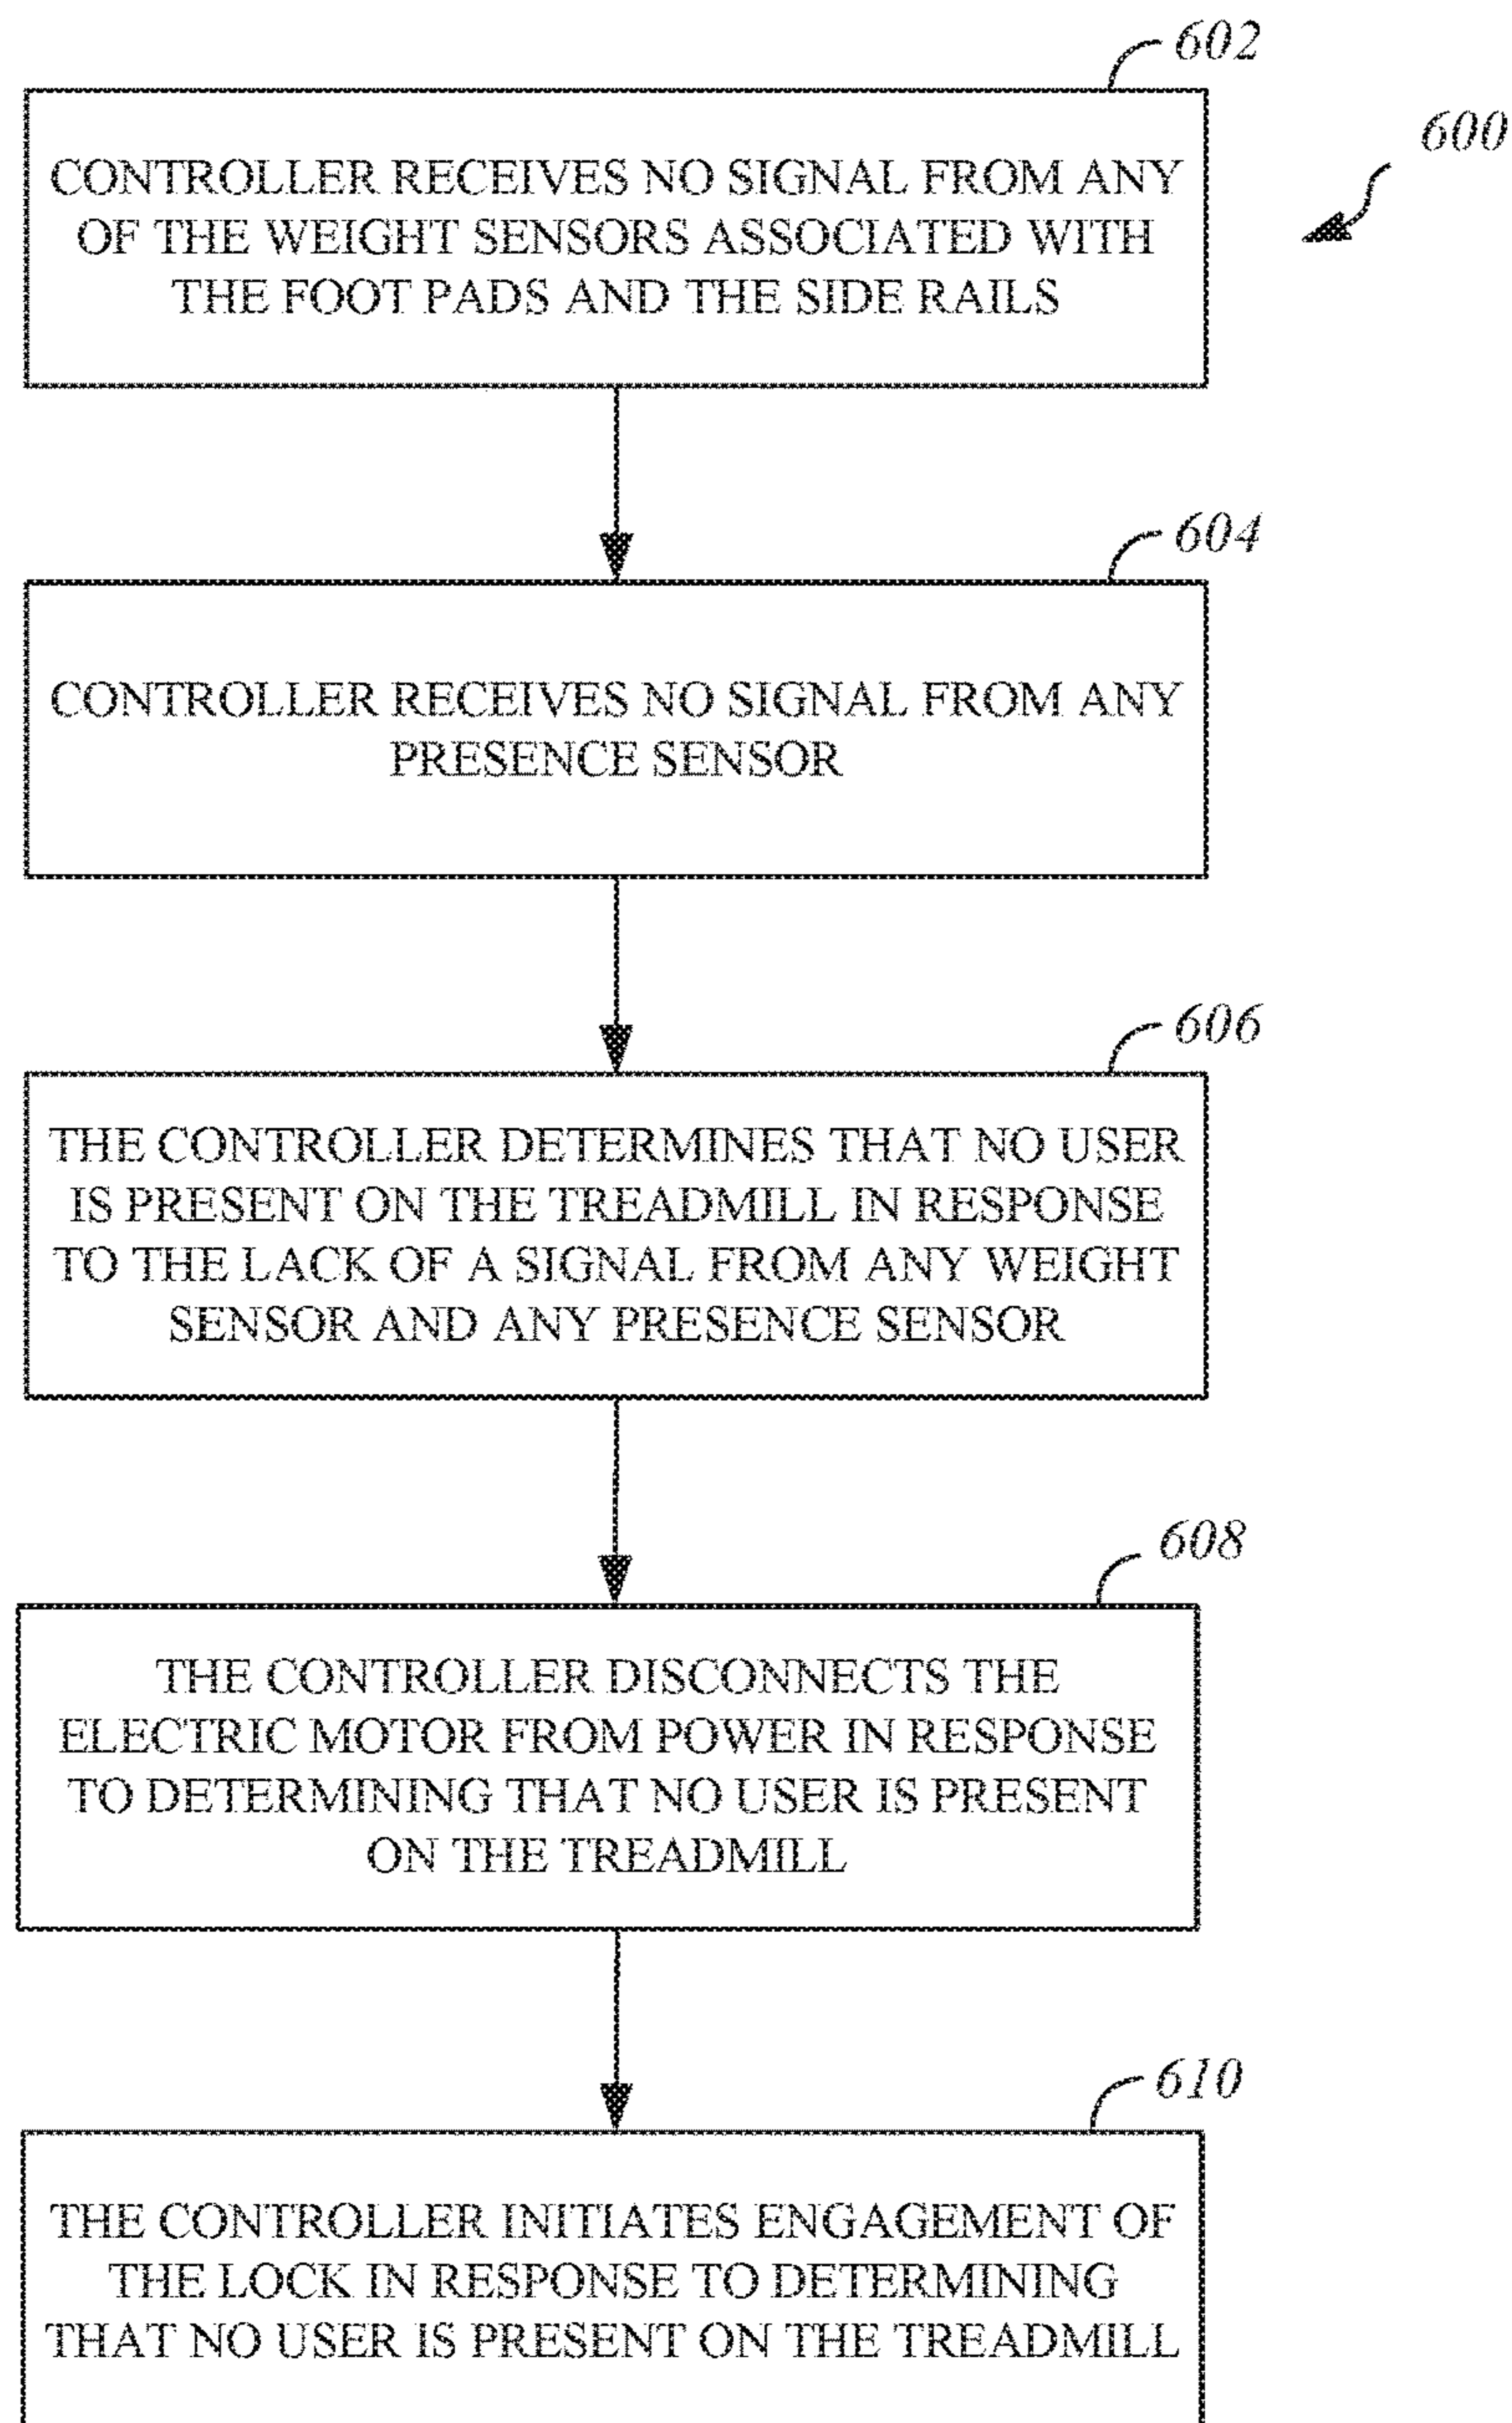 602
600
CONTROLLER RECEIVES NO SIGNAL FROM ANY
OF THE WEIGHT SENSORS ASSOCIATED WITH
THE FOOT PADS AND THE SIDE RAILS
604
CONTROLLER RECEIVES NO SIGNAL FROM ANY
PRESENCE SENSOR
606
THE CONTROLLER DETERMINES THAT NO USER
IS PRESENT ON THE TREADMILL IN RESPONSE
TO THE LACK OF A SIGNAL FROM ANY WEIGHT
SENSOR AND ANY PRESENCE SENSOR
608
THE CONTROLLER DISCONNECTS THE
ELECTRIC MOTOR FROM POWER IN RESPONSE
TO DETERMINING THAT NO USER IS PRESENT
ON THE TREADMILL
610
THE CONTROLLER INITIATES ENGAGEMENT OF
THE LOCK IN RESPONSE TO DETERMINING
THAT NO USER IS PRESENT ON THE TREADMILL